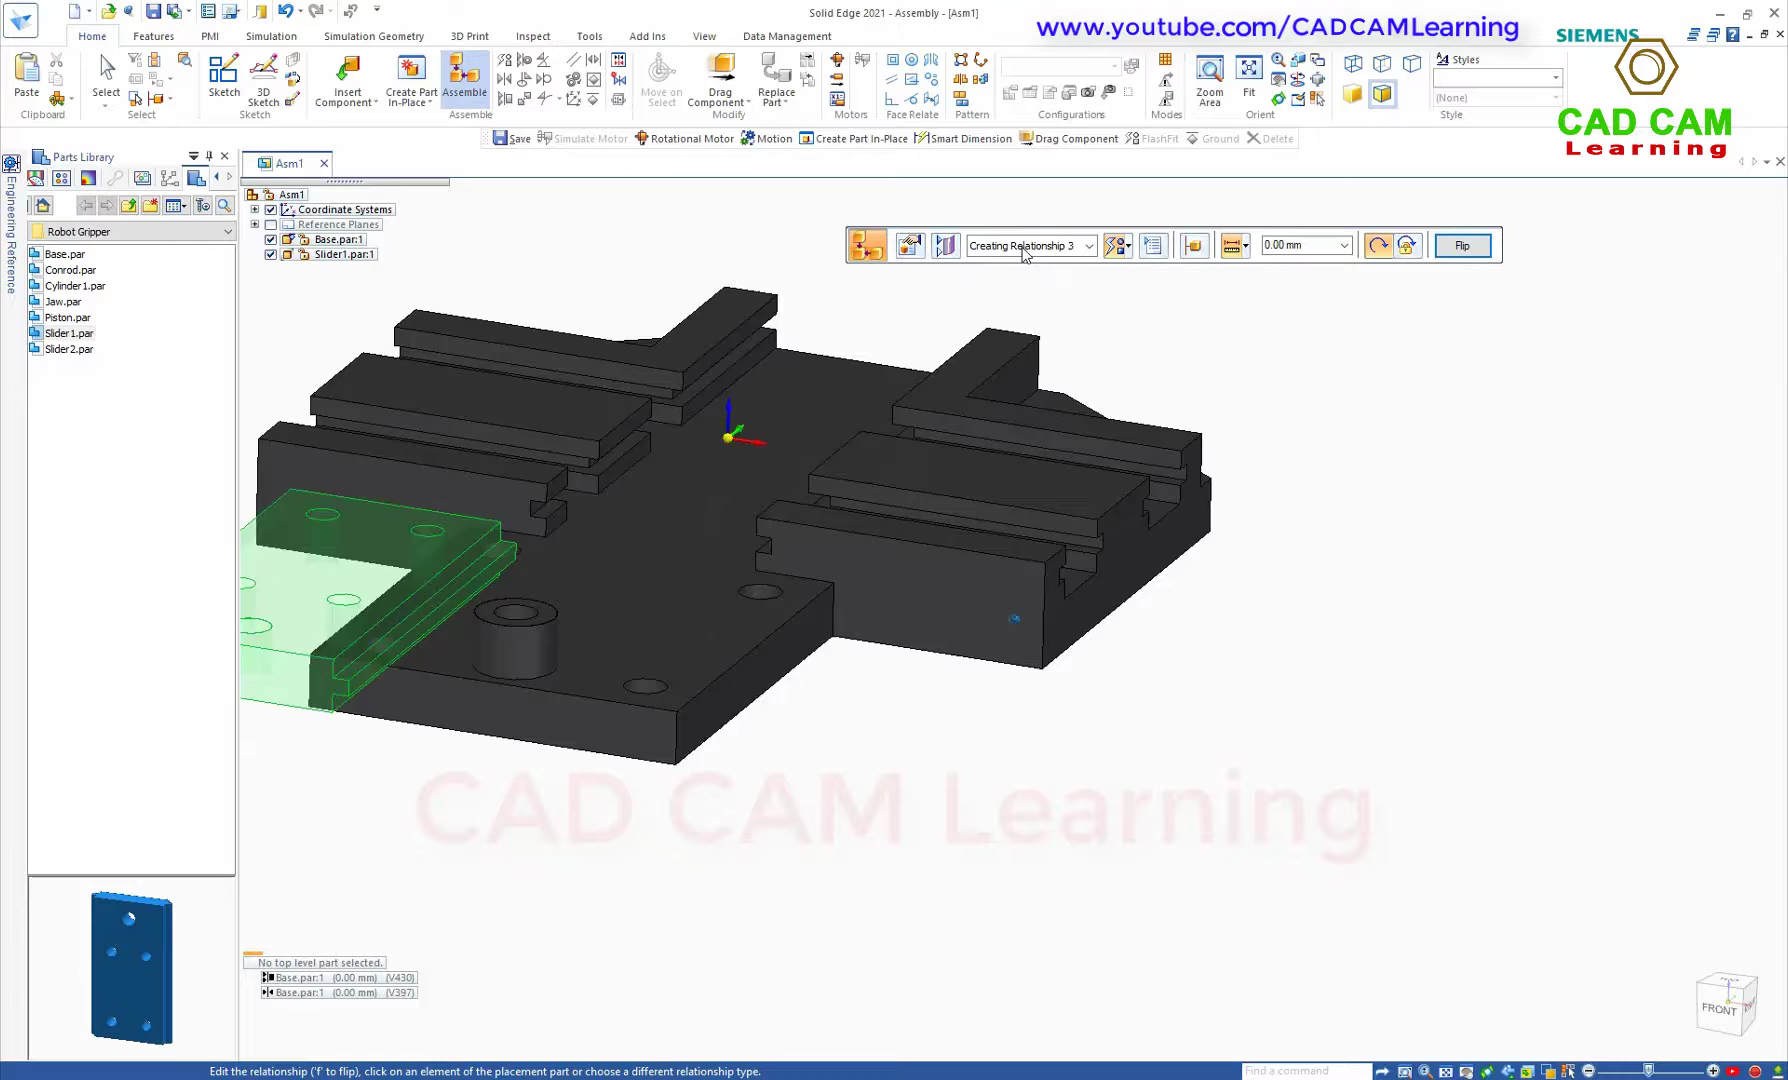 Solid Edge 2021 - Assembly - [Asm1]
www.youtube.com/CADCAMLearning
SIEMENS
Home Features PMI Simulation Simulation Geometry 3D Print Inspect Tools Add Ins View Data Management
Paste
Clipboard
Select
Select
Sketch
3D Sketch
Sketch
Insert Component
Create Part In-Place
Assemble
Assemble
Move on Select
Drag Component
Replace Part
Modify
Motors
Face Relate
Pattern
Configurations
Modes
Zoom Area
Fit
Orient
Styles
(None)
Style
CAD CAM
Learning
Save Simulate Motor Rotational Motor Motion Create Part In-Place Smart Dimension Drag Component FlashFit Ground Delete
Parts Library
Asm1
Engineering Reference
Robot Gripper
Base.par
Conrod.par
Cylinder1.par
Jaw.par
Piston.par
Slider1.par
Slider2.par
Asm1
Coordinate Systems
Reference Planes
Base.par:1
Slider1.par:1
Creating Relationship 3
0.00 mm
Flip
CAD CAM Learning
No top level part selected.
Base.par:1 (0.00 mm) (V430)
Base.par:1 (0.00 mm) (V397)
FRONT
Edit the relationship ('f' to flip), click on an element of the placement part or choose a different relationship type.
Find a command